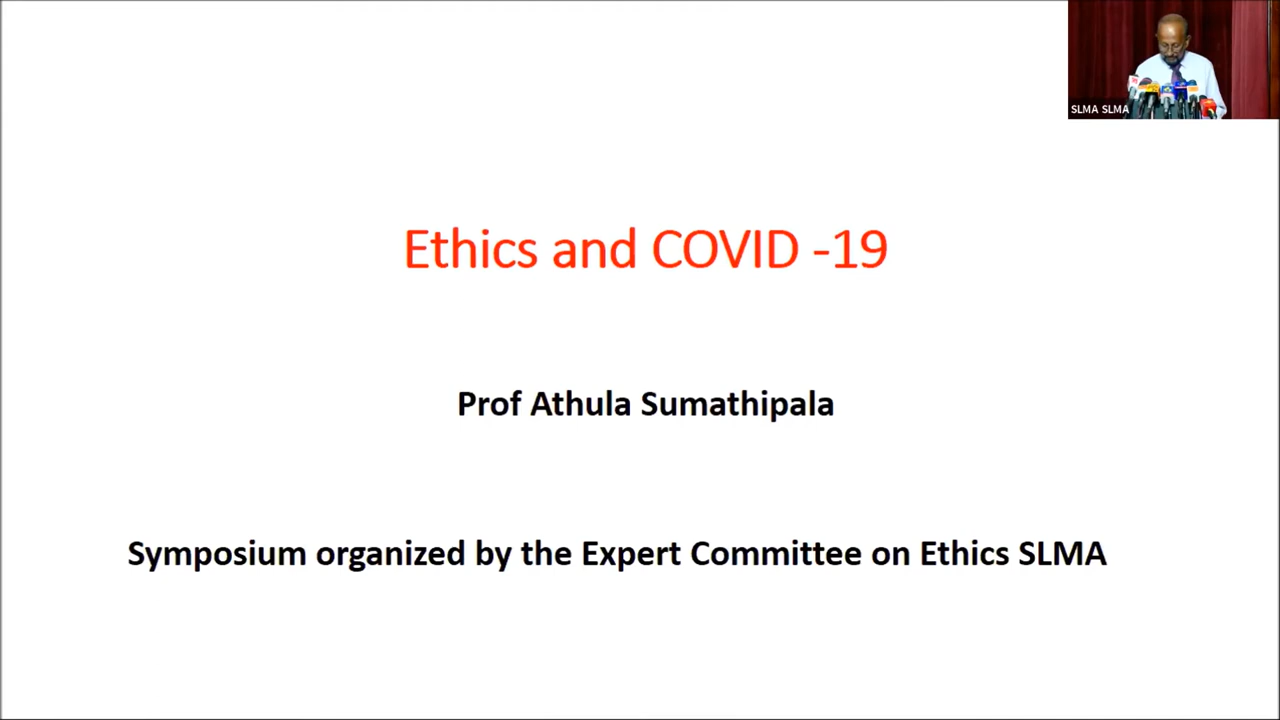 SLMA SLMA
Ethics and COVID -19
Prof Athula Sumathipala
Symposium organized by the Expert Committee on Ethics SLMA